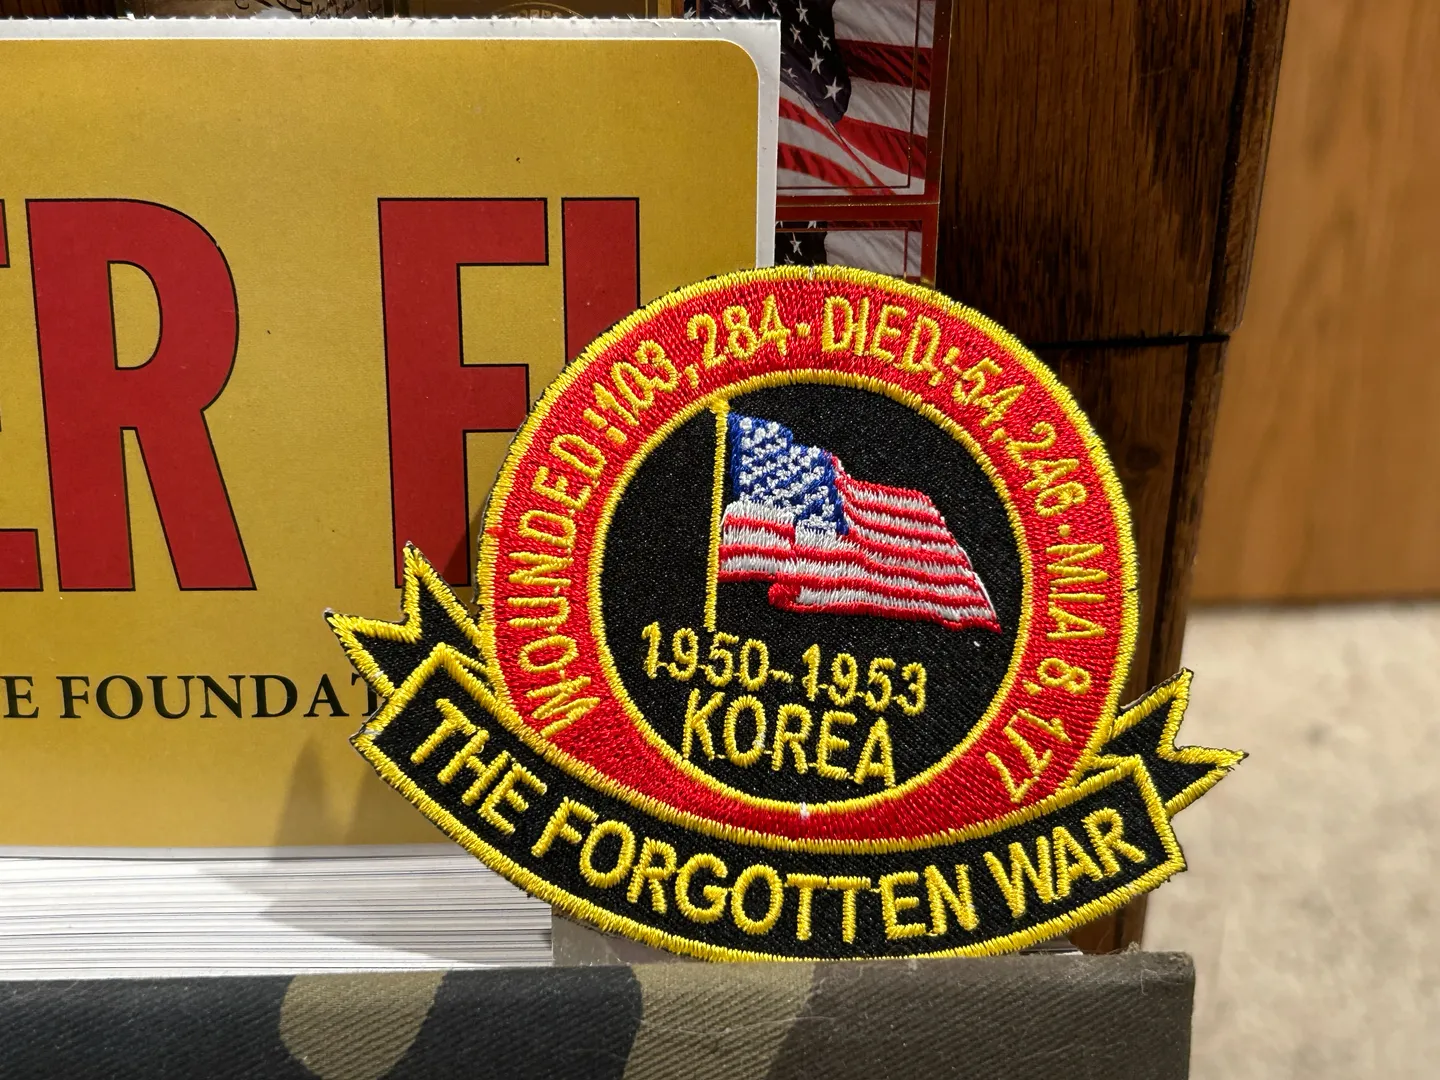 ER FI
E FOUNDAT
WOUNDED:103,284·DIED:-54,246·MIA 8,177
1950-1953
KOREA
THE FORGOTTEN WAR